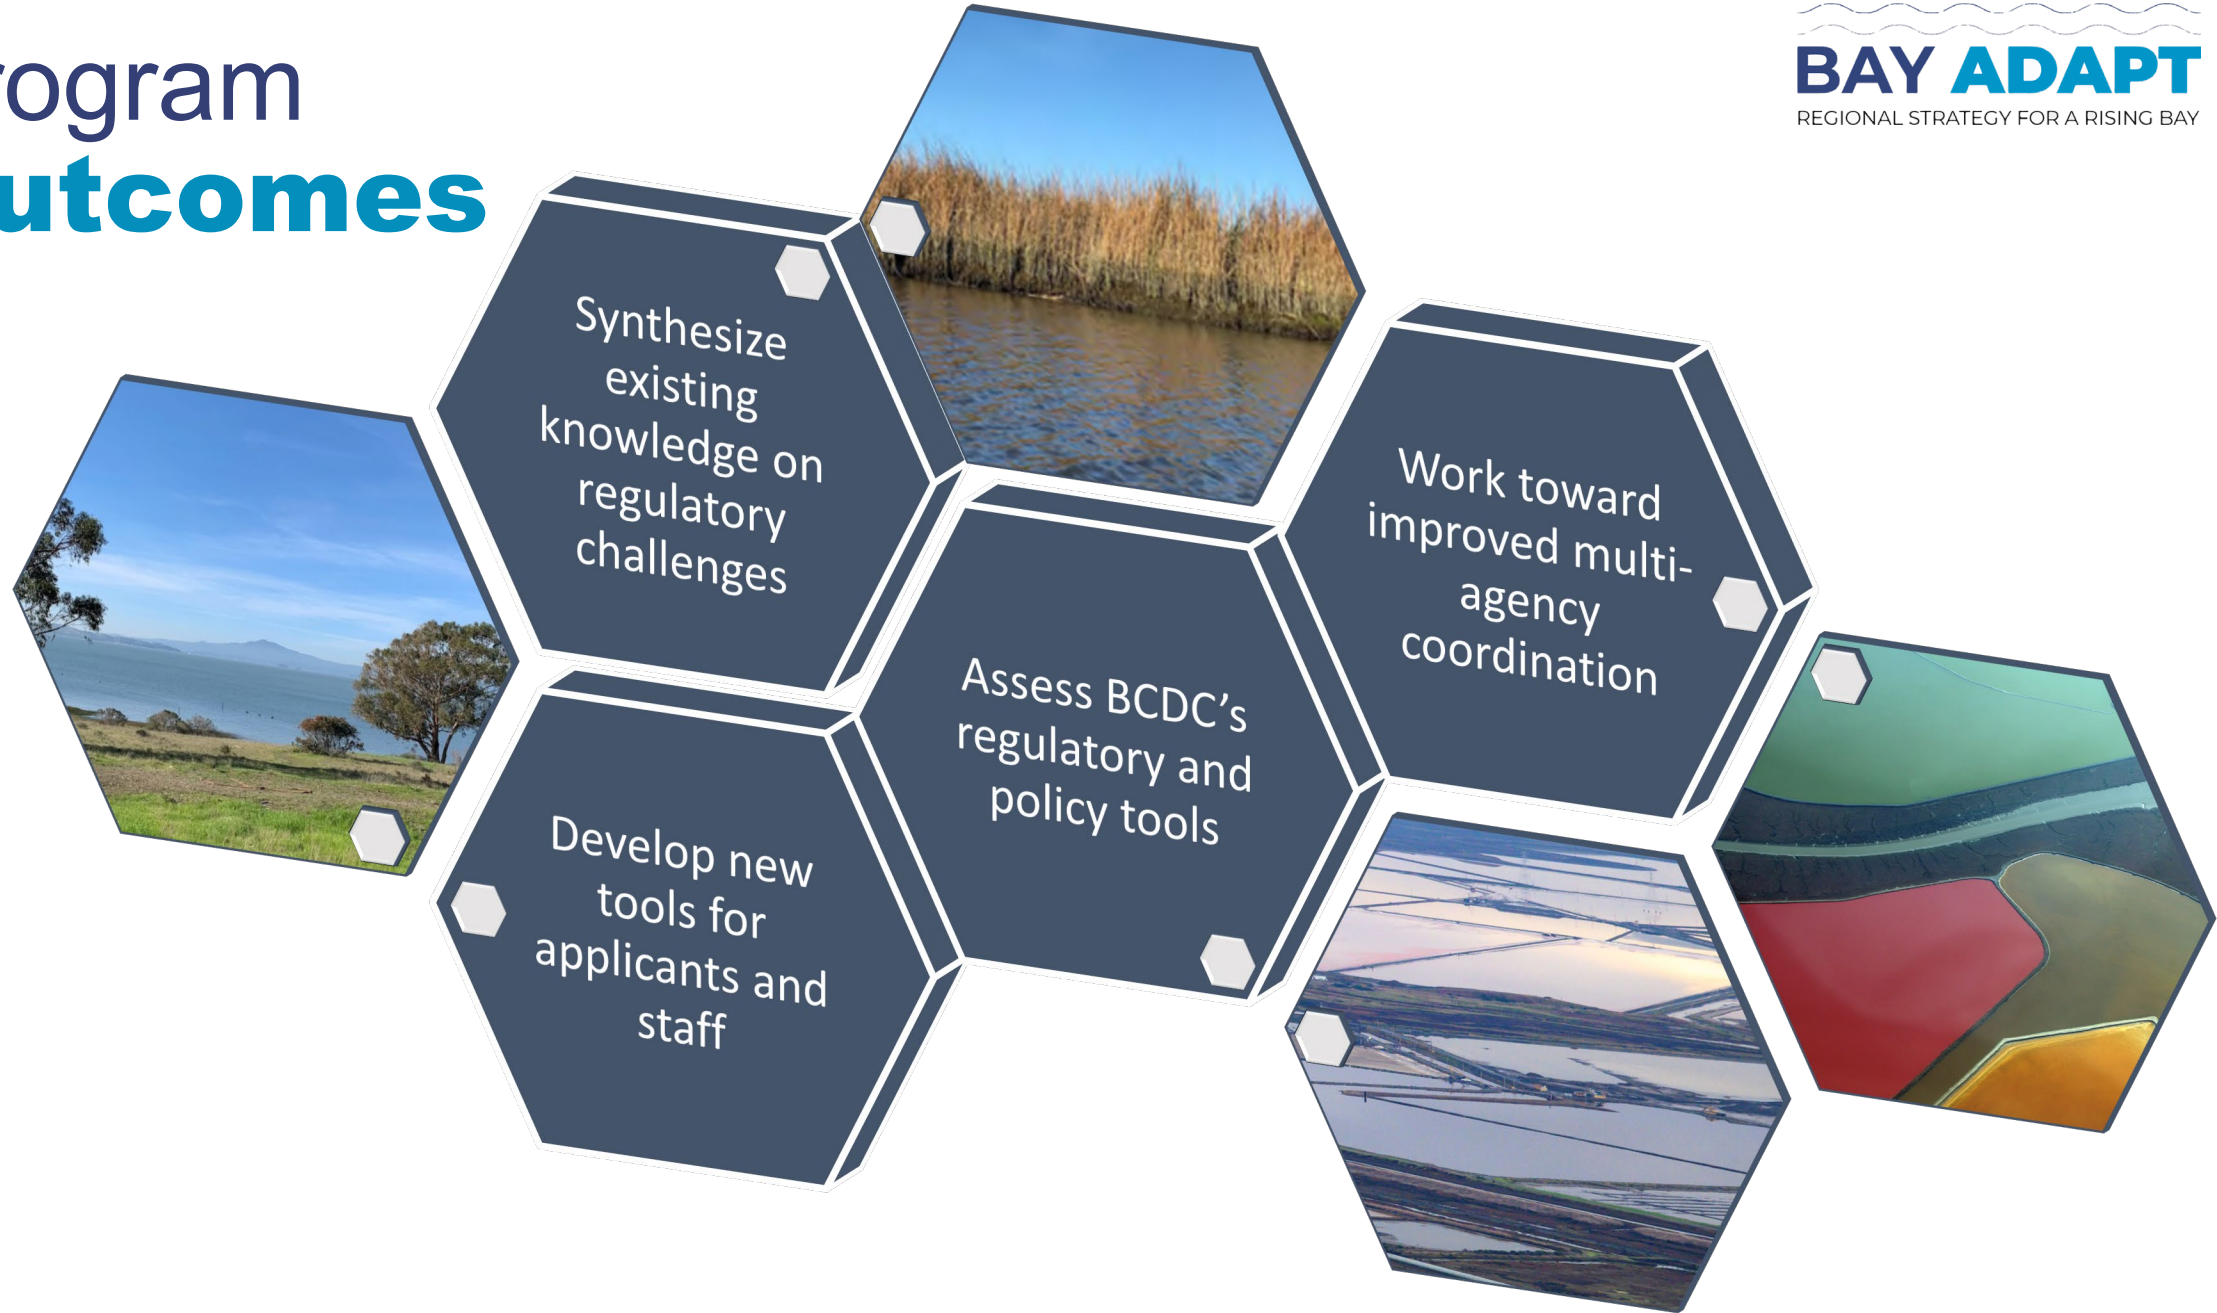 rogram
utcomes
BAY ADAPT
REGIONAL STRATEGY FOR A RISING BAY
Synthesize
existing
knowledge on
regulatory
challenges
Work toward
improved multi-
agency
coordination
Assess BCDC’s
regulatory and
policy tools
Develop new
tools for
applicants and
staff